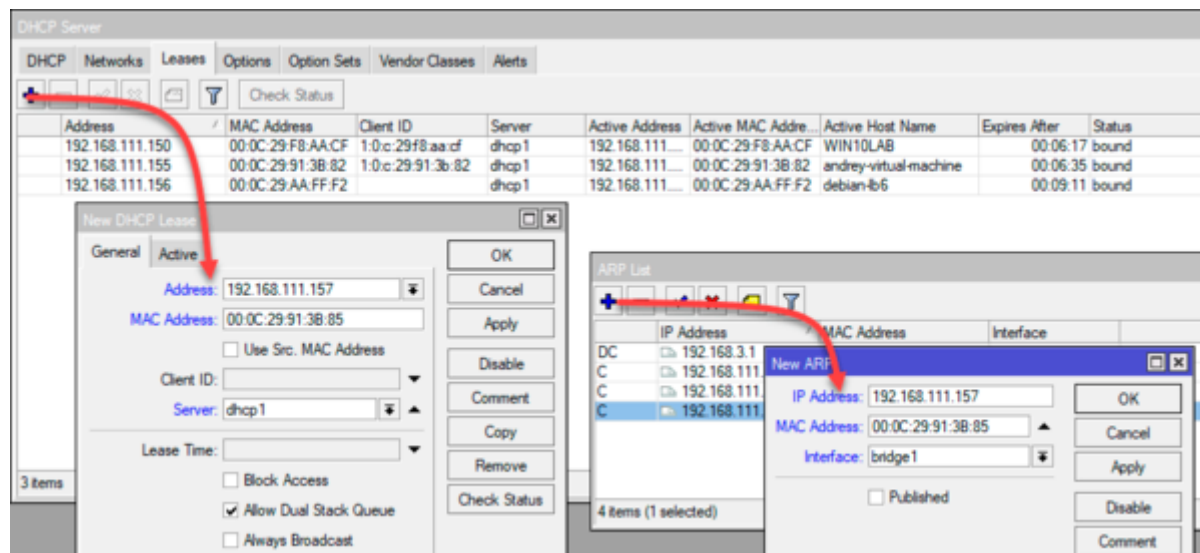 DHCP Server
DHCP Networks Leases Options Option Sets Vendor Classes Alerts
Check Status
Address MAC Address Client ID Server Active Address Active MAC Addre... Active Host Name Expires After Status
192.168.111.150 00:0C:29:F8:AA:CF 1:0:c:29:f8:aa:cf dhcp1 192.168.111.... 00:0C:29:F8:AA:CF WIN10LAB 00:06:17 bound
192.168.111.155 00:0C:29:91:3B:82 1:0:c:29:91:3b:82 dhcp1 192.168.111.... 00:0C:29:91:3B:82 andrey-virtual-machine 00:06:35 bound
192.168.111.156 00:0C:29:AA:FF:F2 dhcp1 192.168.111.... 00:0C:29:AA:FF:F2 debian-lb6 00:09:11 bound
New DHCP Lease
General Active
OK
Address: 192.168.111.157
Cancel
MAC Address: 00:0C:29:91:3B:85
Apply
Use Src. MAC Address
Disable
Client ID:
Comment
Server: dhcp1
Copy
Lease Time:
Remove
Block Access
Check Status
Allow Dual Stack Queue
Always Broadcast
3 items
ARP List
IP Address MAC Address Interface
DC 192.168.3.1
C 192.168.111.
C 192.168.111.
C 192.168.111.
4 items (1 selected)
New ARP
IP Address: 192.168.111.157
OK
MAC Address: 00:0C:29:91:3B:85
Cancel
Interface: bridge1
Apply
Published
Disable
Comment